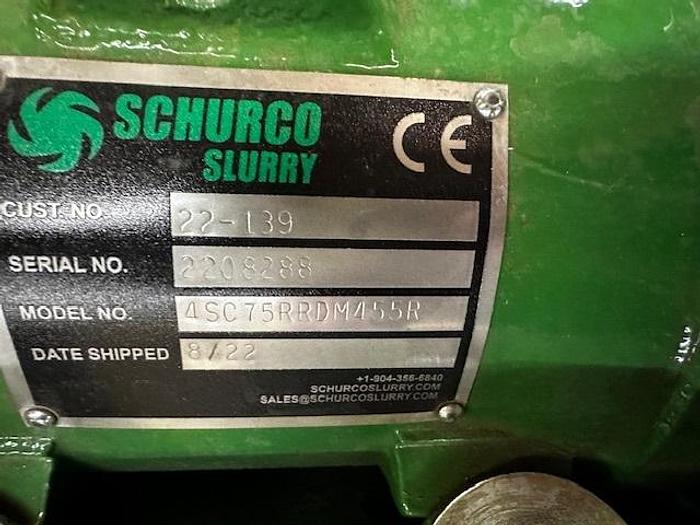 SCHURCO
SLURRY
CE
CUST. NO. 22-139
SERIAL NO. 2208288
MODEL NO. 4SC75RRDM455R
DATE SHIPPED 8/22
+1-904-356-6840
SCHURCOSLURRY.COM
SALES@SCHURCOSLURRY.COM